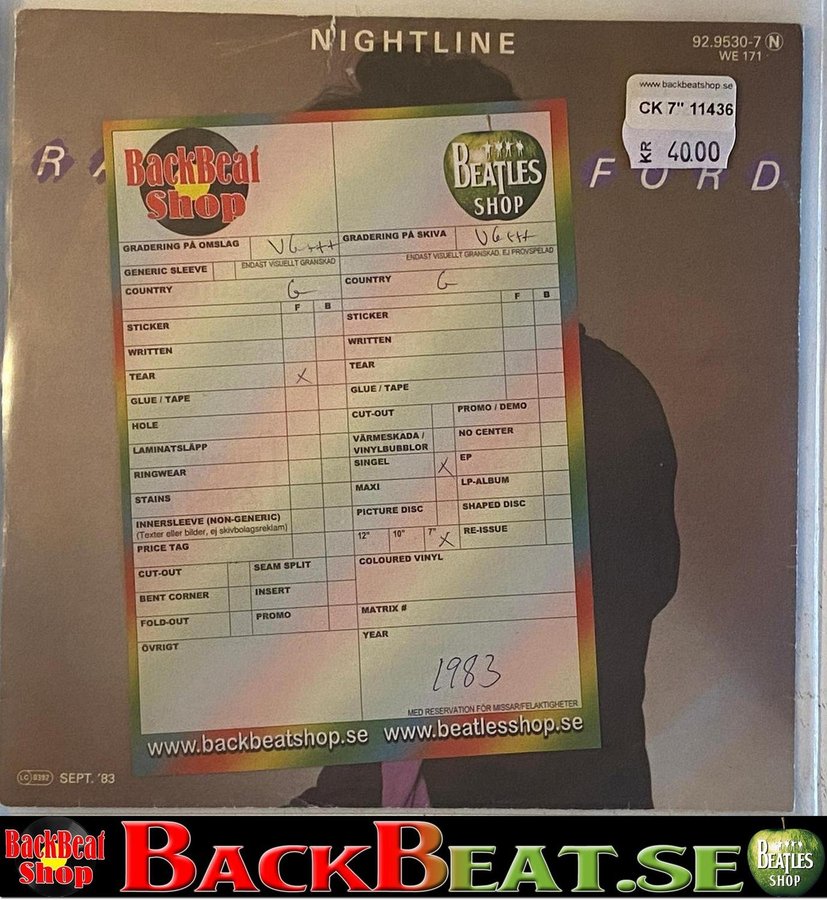 NIGHTLINE
92.9530-7 N
WE 171
www.backbeatshop.se
CK 7" 11436
KR 40.00
R
FORD
BackBeat
Shop
BEATLES
SHOP
GRADERING PÅ OMSLAG VG+++
ENDAST VISUELLT GRANSKAD
GENERIC SLEEVE
COUNTRY G
F B
STICKER
WRITTEN
TEAR X
GLUE / TAPE
HOLE
LAMINATSLÄPP
RINGWEAR
STAINS
INNERSLEEVE (NON-GENERIC)
(Texter eller bilder, ej skivbolagsreklam)
PRICE TAG
CUT-OUT SEAM SPLIT
BENT CORNER INSERT
FOLD-OUT PROMO
ÖVRIGT
GRADERING PÅ SKIVA VG+++
ENDAST VISUELLT GRANSKAD, EJ PROVSPELAD
COUNTRY G
F B
STICKER
WRITTEN
TEAR
GLUE / TAPE
CUT-OUT PROMO / DEMO
VÄRMESKADA /
VINYLBUBBLOR NO CENTER
SINGEL X EP
MAXI LP-ALBUM
PICTURE DISC SHAPED DISC
12" 10" 7" X RE-ISSUE
COLOURED VINYL
MATRIX #
YEAR
1983
MED RESERVATION FÖR MISSAR/FELAKTIGHETER
www.backbeatshop.se www.beatlesshop.se
LC 0392 SEPT. '83
BackBeat
Shop
BACKBEAT.SE
BEATLES
SHOP